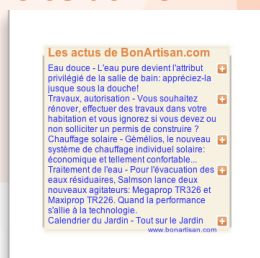 Les actus de BonArtisan.com
Eau douce - L'eau pure devient l'attribut
privilégié de la salle de bain: appréciez-la
jusque sous la douche!
Travaux, autorisation - Vous souhaitez
rénover, effectuer des travaux dans votre
habitation et vous ignorez si vous devez ou
non solliciter un permis de construire ?
Chauffage solaire - Gémélios, le nouveau
système de chauffage individuel solaire:
économique et tellement confortable...
Traitement de l'eau - Pour l'évacuation des
eaux résiduaires, Salmson lance deux
nouveaux agitateurs: Megaprop TR326 et
Maxiprop TR226. Quand la performance
s'allie à la technologie.
Calendrier du Jardin - Tout sur le Jardin
www.bonartisan.com